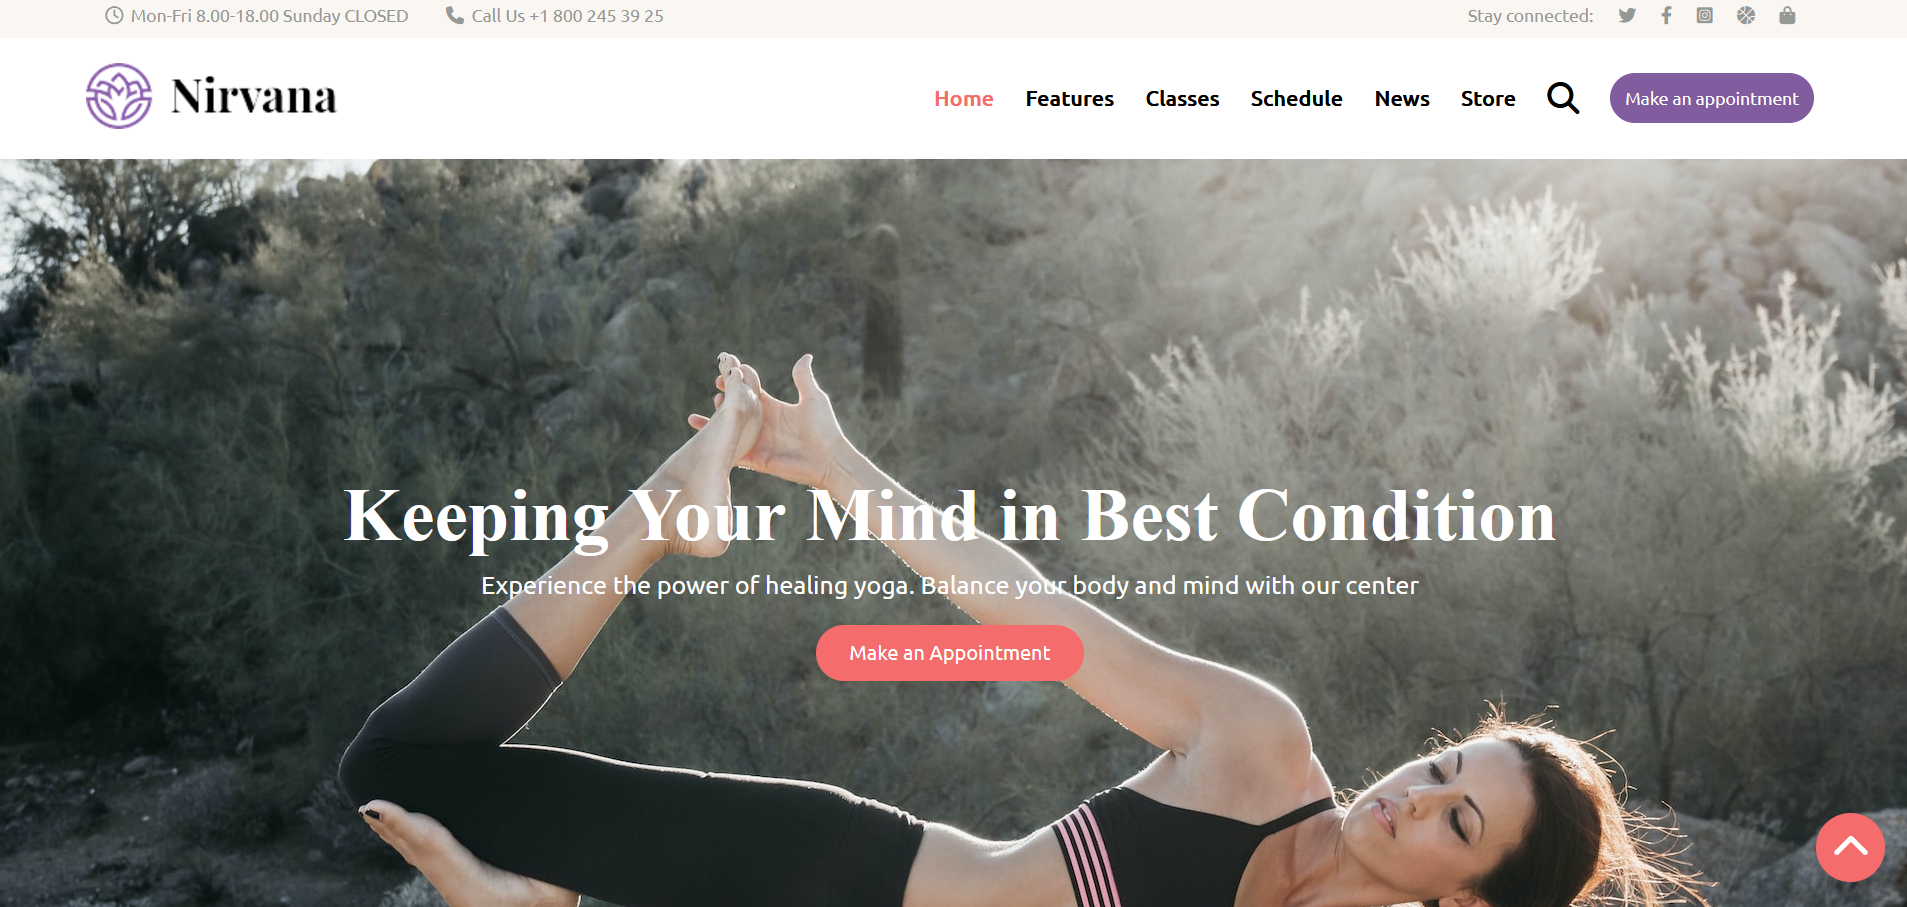 Mon-Fri 8.00-18.00 Sunday CLOSED
Call Us +1 800 245 39 25
Stay connected:
Nirvana
Home
Features
Classes
Schedule
News
Store
Make an appointment
Keeping Your Mind in Best Condition
Experience the power of healing yoga. Balance your body and mind with our center
Make an Appointment